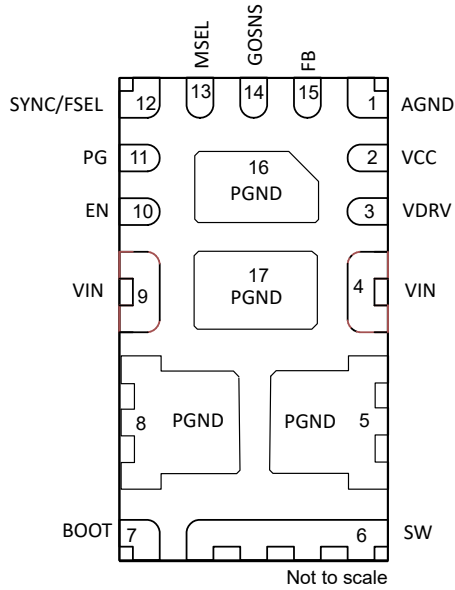 MSEL
GOSNS
FB
SYNC/FSEL 12 13 14 15 1 AGND
PG 11 2 VCC
16
PGND
EN 10 3 VDRV
17
PGND
VIN 9 4 VIN
8 PGND PGND 5
BOOT 7 6 SW
Not to scale